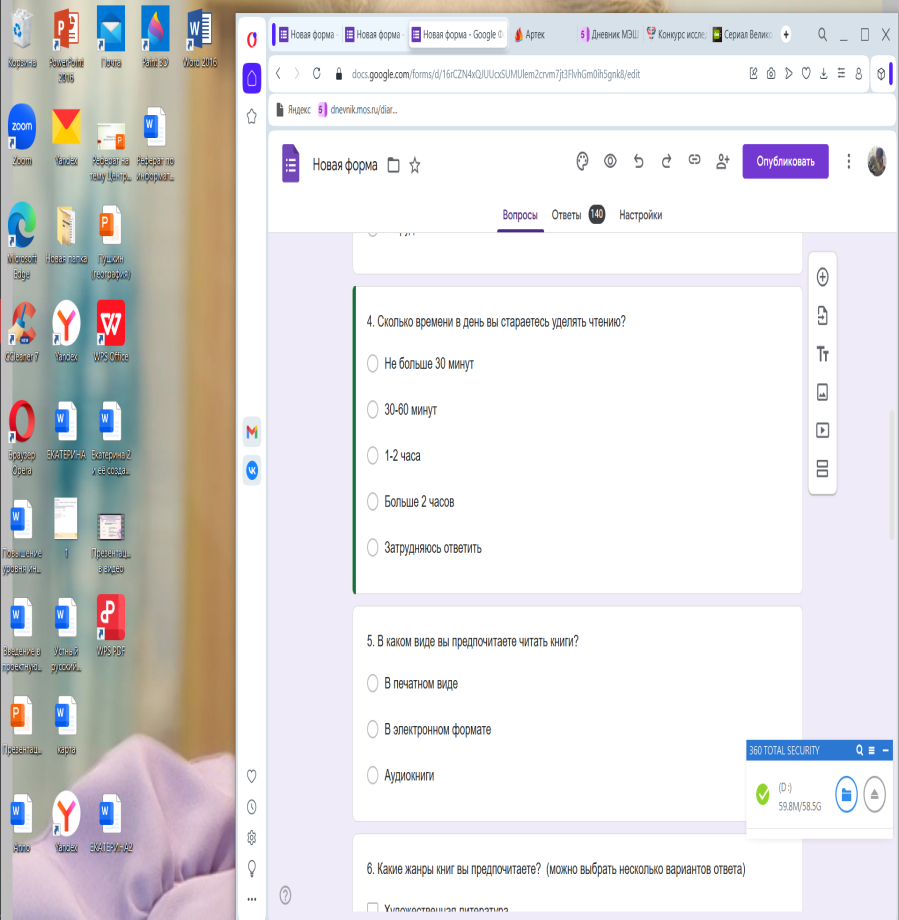 Корзина
PowerPoint 2016
Почта
Paint 3D
Word 2016
Zoom
Yandex
Реферат на тему Центр...
Реферат по информат...
Microsoft Edge
Новая папка
Пушкин (география)
CCleaner 7
Yandex
WPS Office
Браузер Opera
ЕКАТЕРИНА
Екатерина 2 и её созда...
Повышение уровня ин...
1
Презентац... в видео
Введение в проектную...
Устный русский...
WPS PDF
Презентац...
карта
Yandex
ЕКАТЕРИНА2
Новая форма -
Новая форма -
Новая форма - Google Ф
Артек
Дневник МЭШ
Конкурс иссле
Сериал Велико
docs.google.com/forms/d/16rCZN4xQJUUcxSUMUlem2crvm7jt3FlvhGm0ih5gnk8/edit
Яндекс
dnevnik.mos.ru/diar...
Новая форма
Опубликовать
Вопросы
Ответы 140
Настройки
4. Сколько времени в день вы стараетесь уделять чтению?
Не больше 30 минут
30-60 минут
1-2 часа
Больше 2 часов
Затрудняюсь ответить
5. В каком виде вы предпочитаете читать книги?
В печатном виде
В электронном формате
Аудиокниги
360 TOTAL SECURITY
(D:)
59.8M/58.5G
6. Какие жанры книг вы предпочитаете? (можно выбрать несколько вариантов ответа)
Художественная литература